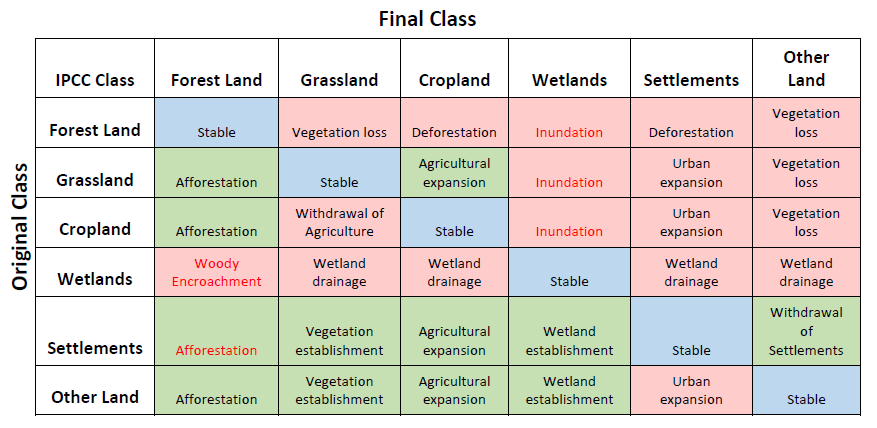 Final Class
Original Class
IPCC Class Forest Land Grassland Cropland Wetlands Settlements Other Land
Forest Land Stable Vegetation loss Deforestation Inundation Deforestation Vegetation loss
Grassland Afforestation Stable Agricultural expansion Inundation Urban expansion Vegetation loss
Cropland Afforestation Withdrawal of Agriculture Stable Inundation Urban expansion Vegetation loss
Wetlands Woody Encroachment Wetland drainage Wetland drainage Stable Wetland drainage Wetland drainage
Settlements Afforestation Vegetation establishment Agricultural expansion Wetland establishment Stable Withdrawal of Settlements
Other Land Afforestation Vegetation establishment Agricultural expansion Wetland establishment Urban expansion Stable